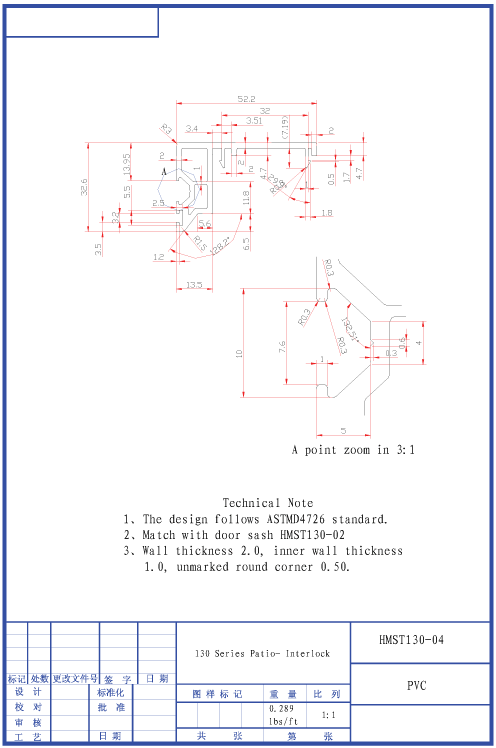 52.2
32
3.51
3.4
(7.19)
2
R3
13.95
2
A
1
2
4.7
2
29.9°
0.5
1.7
4.7
32.6
5.5
2.5
11.8
1.8
3.2
3.5
5.6
R1.5
128.2°
6.5
1.2
13.5
R0.3
R0.3
132.51°
R0.3
10
7.6
0.6
4
0.3
1
5
A point zoom in 3:1
Technical Note
1、The design follows ASTMD4726 standard.
2、Match with door sash HMST130-02
3、Wall thickness 2.0, inner wall thickness
1.0, unmarked round corner 0.50.
130 Series Patio- Interlock
HMST130-04
PVC
标记 处数 更改文件号 签 字 日 期
设 计 标准化
校 对 批 准
审 核
工 艺 日 期
图 样 标 记 重 量 比 列
0.289
lbs/ft
1:1
共 张 第 张